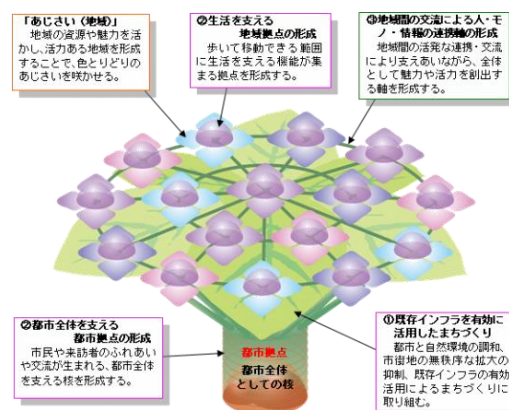 「あじさい（地域）」
地域の資源や魅力を活
かし、活力ある地域を形成
することで、色とりどりの
あじさいを咲かせる。
②生活を支える
地域拠点の形成
歩いて移動できる範囲
に生活を支える機能が集
まる拠点を形成する。
③地域間の交流による人・モ
ノ・情報の連携軸の形成
地域間の活発な連携・交流
により支えあいながら、全体
として魅力や活力を創出す
る軸を形成する。
②都市全体を支える
都市拠点の形成
市民や来訪者のふれあい
や交流が生まれる、都市全体
を支える核を形成する。
都市拠点
都市全体
としての核
①既存インフラを有効に
活用したまちづくり
都市と自然環境の調和、
市街地の無秩序な拡大の
抑制、既存インフラの有効
活用によるまちづくりに
取り組む。